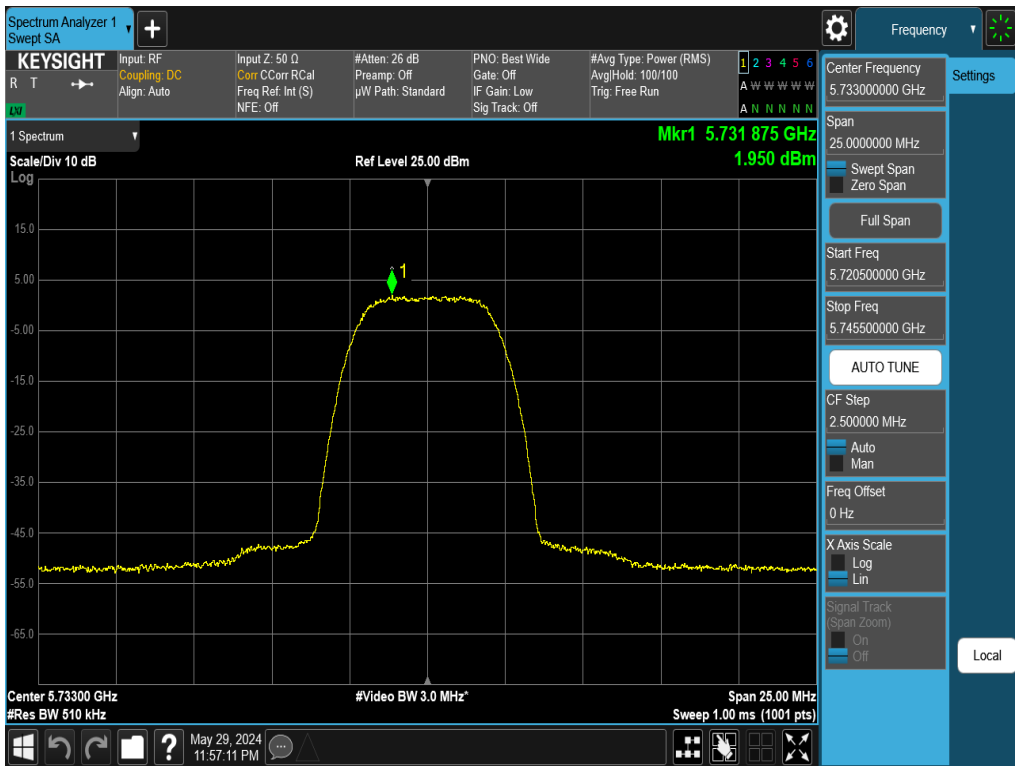 Spectrum Analyzer 1
Swept SA
+
Frequency
KEYSIGHT
R T
LXI
Input: RF
Coupling: DC
Align: Auto
Input Z: 50 Ω
Corr CCorr RCal
Freq Ref: Int (S)
NFE: Off
#Atten: 26 dB
Preamp: Off
µW Path: Standard
PNO: Best Wide
Gate: Off
IF Gain: Low
Sig Track: Off
#Avg Type: Power (RMS)
Avg|Hold: 100/100
Trig: Free Run
1 2 3 4 5 6
A W W W W W
A N N N N N
1 Spectrum
Scale/Div 10 dB
Log
Ref Level 25.00 dBm
Mkr1 5.731 875 GHz
1.950 dBm
15.0
5.00
-5.00
-15.0
-25.0
-35.0
-45.0
-55.0
-65.0
1
Center 5.73300 GHz
#Res BW 510 kHz
#Video BW 3.0 MHz*
Span 25.00 MHz
Sweep 1.00 ms (1001 pts)
Center Frequency
5.733000000 GHz
Settings
Span
25.0000000 MHz
Swept Span
Zero Span
Full Span
Start Freq
5.720500000 GHz
Stop Freq
5.745500000 GHz
AUTO TUNE
CF Step
2.500000 MHz
Auto
Man
Freq Offset
0 Hz
X Axis Scale
Log
Lin
Signal Track
(Span Zoom)
On
Off
Local
?
May 29, 2024
11:57:11 PM